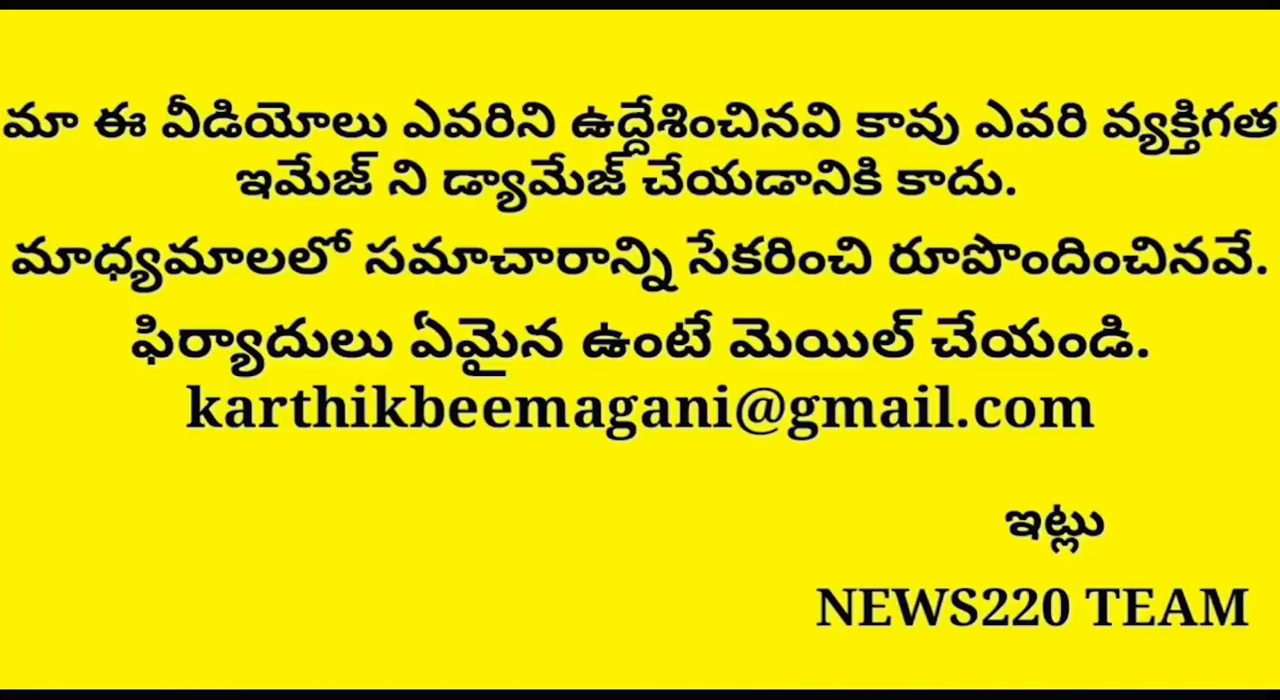 మా ఈ వీడియోలు ఎవరిని ఉద్దేశించినవి కావు ఎవరి వ్యక్తిగత
ఇమేజ్ ని డ్యామేజ్ చేయడానికి కాదు.
మాధ్యమాలలో సమాచారాన్ని సేకరించి రూపొందించినవే.
ఫిర్యాదులు ఏమైన ఉంటే మెయిల్ చేయండి.
karthikbeemagani@gmail.com
ఇట్లు
NEWS220 TEAM